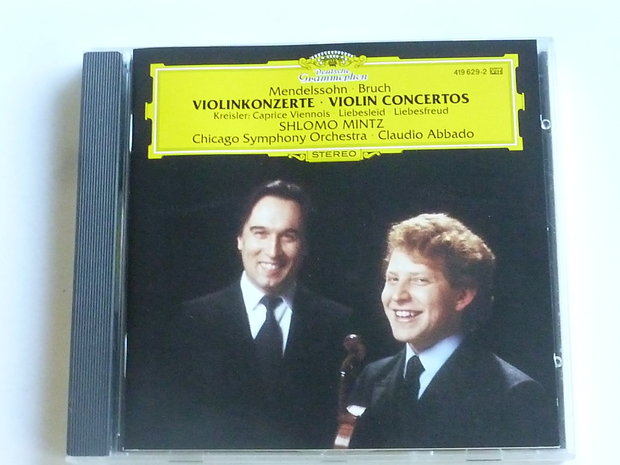 Deutsche
Grammophon
419 629-2
Mendelssohn · Bruch
VIOLINKONZERTE · VIOLIN CONCERTOS
Kreisler: Caprice Viennois · Liebesleid · Liebesfreud
SHLOMO MINTZ
Chicago Symphony Orchestra · Claudio Abbado
STEREO